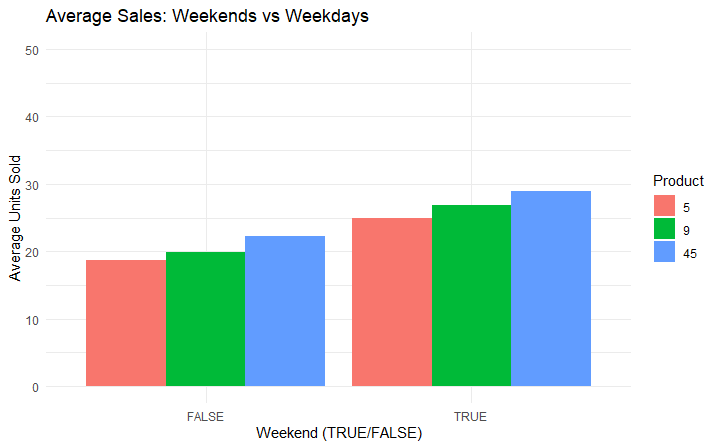 Average Sales: Weekends vs Weekdays
50
40
30
20
10
0
Average Units Sold
FALSE
TRUE
Weekend (TRUE/FALSE)
Product
5
9
45